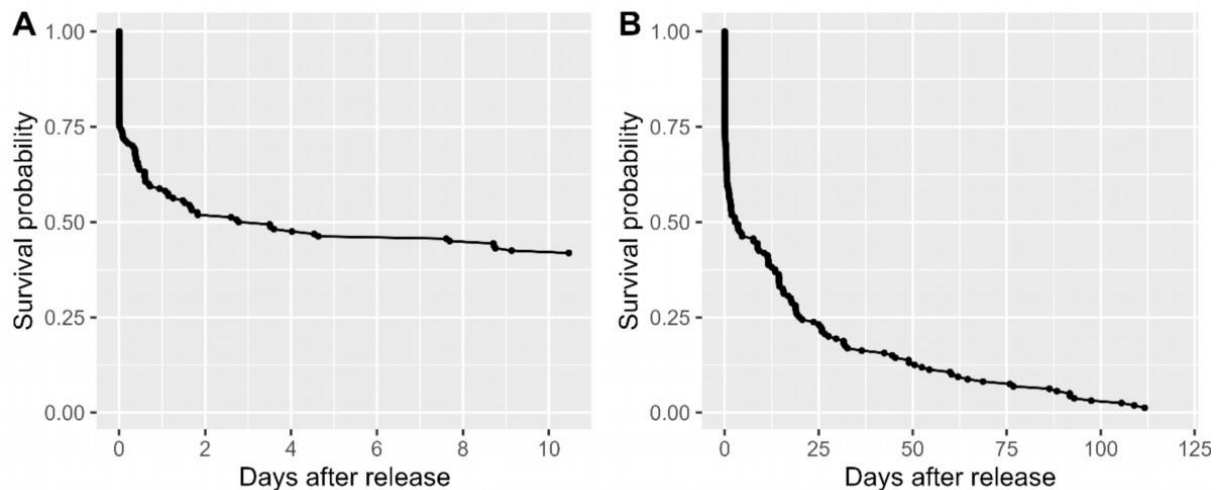 A
1.00
0.75
0.50
0.25
0.00
Survival probability
0 2 4 6 8 10
Days after release
B
1.00
0.75
0.50
0.25
0.00
Survival probability
0 25 50 75 100 125
Days after release